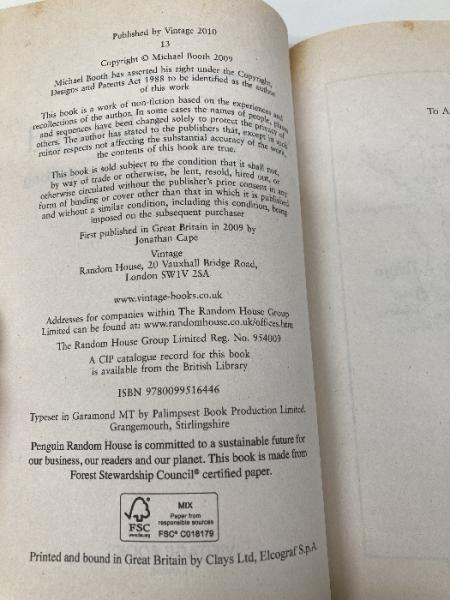 Published by Vintage 2010
13
Copyright © Michael Booth 2009
Michael Booth has asserted his right under the Copyright,
Designs and Patents Act 1988 to be identified as the author
of this work
This book is a work of non-fiction based on the experiences and
recollections of the author. In some cases the names of people, places
and sequences have been changed solely to protect the privacy of
others. The author has stated to the publishers that, except in such
minor respects not affecting the substantial accuracy of the work,
the contents of this book are true.
This book is sold subject to the condition that it shall not,
by way of trade or otherwise, be lent, resold, hired out, or
otherwise circulated without the publisher's prior consent in any
form of binding or cover other than that in which it is published
and without a similar condition, including this condition, being
imposed on the subsequent purchaser
First published in Great Britain in 2009 by
Jonathan Cape
Vintage
Random House, 20 Vauxhall Bridge Road,
London SW1V 2SA
www.vintage-books.co.uk
Addresses for companies within The Random House Group
Limited can be found at: www.randomhouse.co.uk/offices.htm
The Random House Group Limited Reg. No. 954009
A CIP catalogue record for this book
is available from the British Library
ISBN 9780099516446
Typeset in Garamond MT by Palimpsest Book Production Limited,
Grangemouth, Stirlingshire
Penguin Random House is committed to a sustainable future for
our business, our readers and our planet. This book is made from
Forest Stewardship Council® certified paper.
FSC
www.fsc.org
MIX
Paper from
responsible sources
FSC® C018179
Printed and bound in Great Britain by Clays Ltd, Elcograf S.p.A
To A